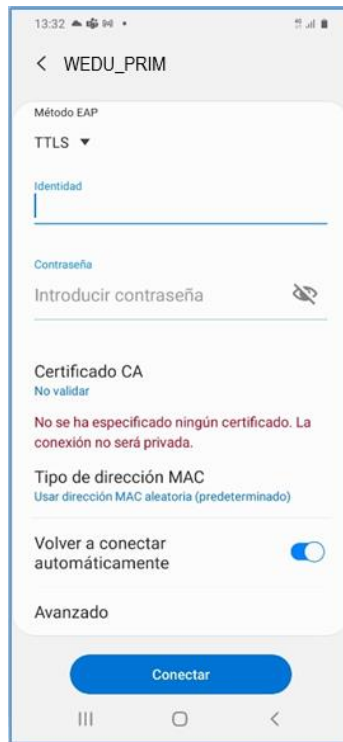 13:32
WEDU_PRIM
Método EAP
TTLS
Identidad
Contraseña
Introducir contraseña
Certificado CA
No validar
No se ha especificado ningún certificado. La
conexión no será privada.
Tipo de dirección MAC
Usar dirección MAC aleatoria (predeterminado)
Volver a conectar
automáticamente
Avanzado
Conectar